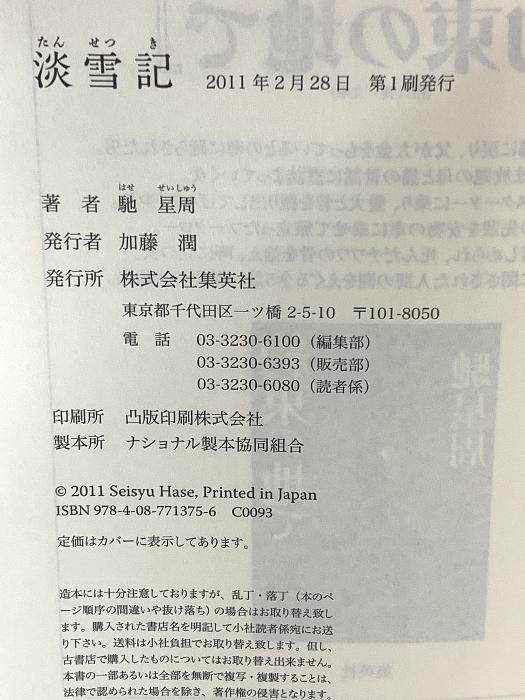 たん せつ き
淡雪記 2011年2月28日 第1刷発行
はせ せいしゅう
著者 馳 星周
発行者 加藤 潤
発行所 株式会社集英社
東京都千代田区一ツ橋 2-5-10 〒101-8050
電話 03-3230-6100（編集部）
03-3230-6393（販売部）
03-3230-6080（読者係）
印刷所 凸版印刷株式会社
製本所 ナショナル製本協同組合
© 2011 Seisyu Hase, Printed in Japan
ISBN 978-4-08-771375-6 C0093
定価はカバーに表示してあります。
造本には十分注意しておりますが、乱丁・落丁（本のペ
ージ順序の間違いや抜け落ち）の場合はお取り替え致し
ます。購入された書店名を明記して小社読者係宛にお送
り下さい。送料は小社負担でお取り替え致します。但し、
古書店で購入したものについてはお取り替え出来ません。
本書の一部あるいは全部を無断で複写・複製することは、
法律で認められた場合を除き、著作権の侵害となります。